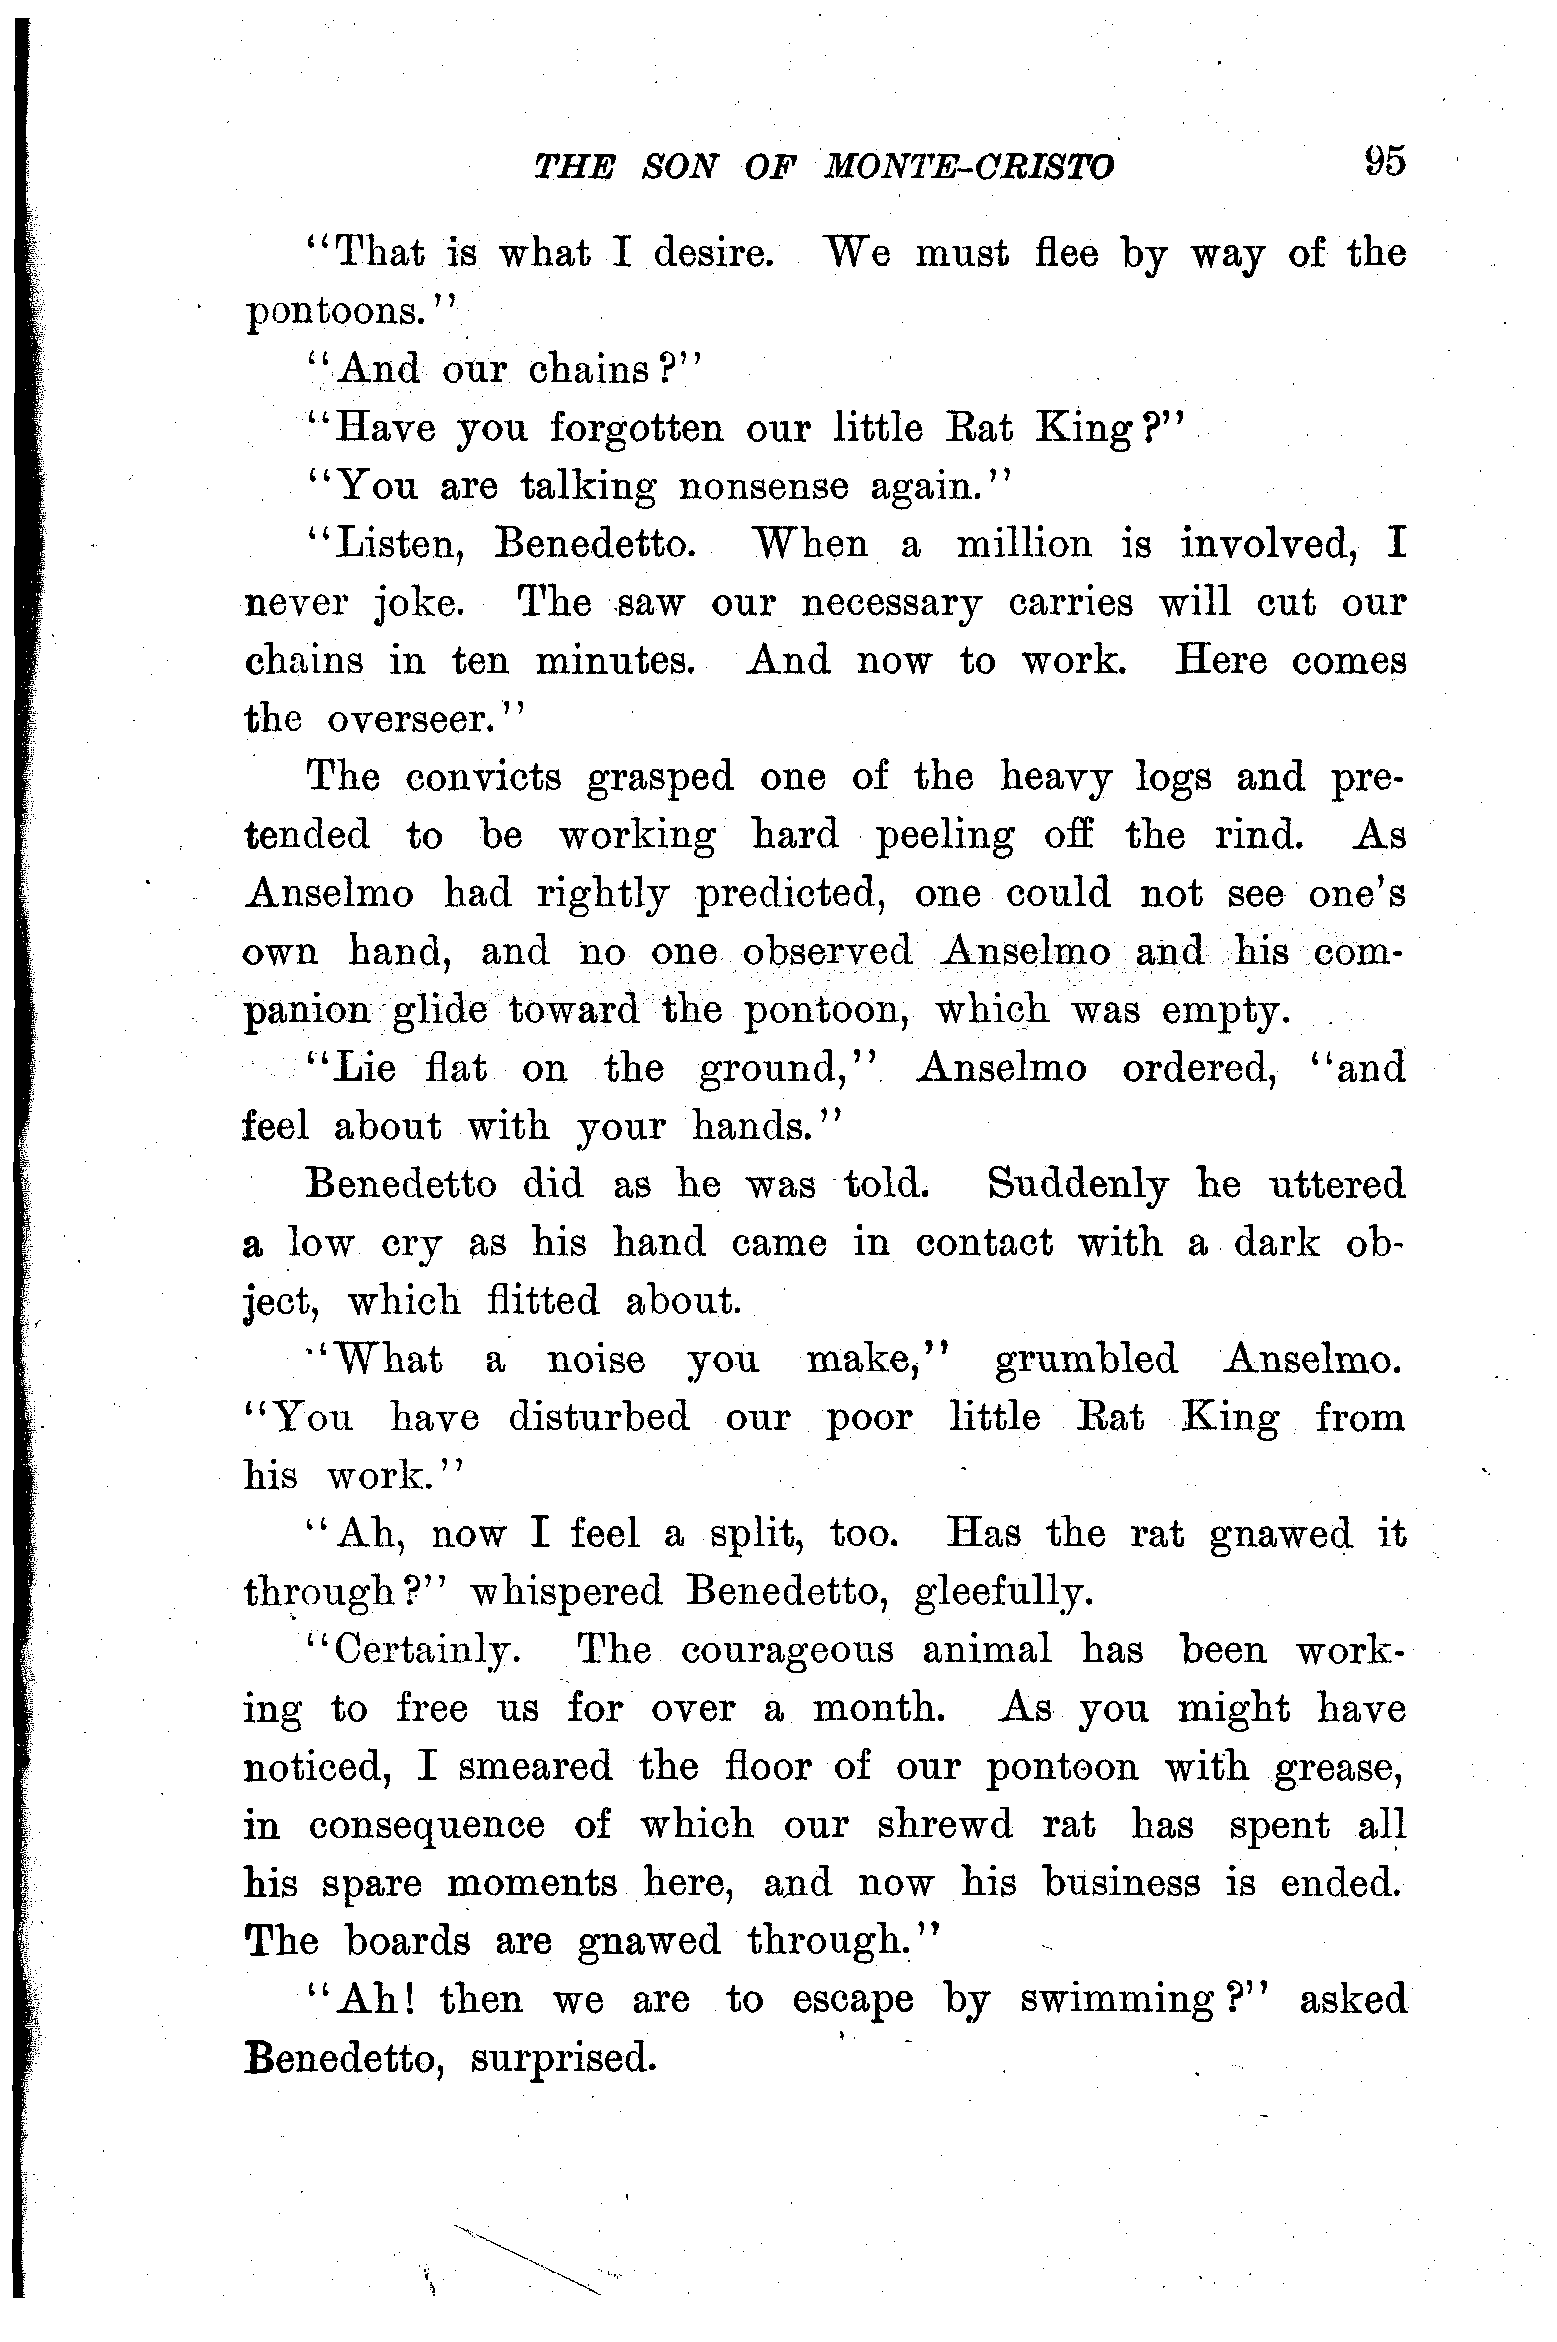 THE SON OF MONTE-CRISTO 95
"That is what I desire. We must flee by way of the
pontoons."
"And our chains?"
"Have you forgotten our little Rat King?"
"You are talking nonsense again."
"Listen, Benedetto. When a million is involved, I
never joke. The saw our necessary carries will cut our
chains in ten minutes. And now to work. Here comes
the overseer."
The convicts grasped one of the heavy logs and pre-
tended to be working hard peeling off the rind. As
Anselmo had rightly predicted, one could not see one's
own hand, and no one observed Anselmo and his com-
panion glide toward the pontoon, which was empty.
"Lie flat on the ground," Anselmo ordered, "and
feel about with your hands."
Benedetto did as he was told. Suddenly he uttered
a low cry as his hand came in contact with a dark ob-
ject, which flitted about.
"What a noise you make," grumbled Anselmo.
"You have disturbed our poor little Rat King from
his work."
"Ah, now I feel a split, too. Has the rat gnawed it
through?" whispered Benedetto, gleefully.
"Certainly. The courageous animal has been work-
ing to free us for over a month. As you might have
noticed, I smeared the floor of our pontoon with grease,
in consequence of which our shrewd rat has spent all
his spare moments here, and now his business is ended.
The boards are gnawed through."
"Ah! then we are to escape by swimming?" asked
Benedetto, surprised.